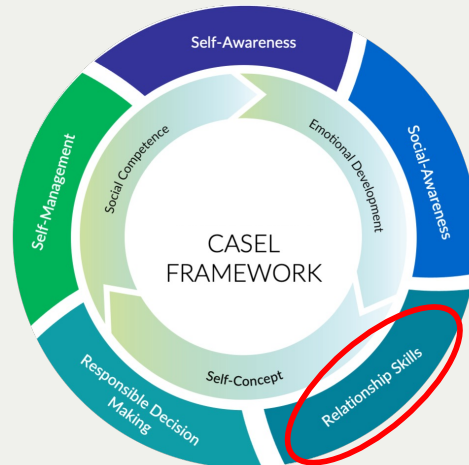 Self-Awareness
Social-Awareness
Relationship Skills
Responsible Decision
Making
Self-Management
Social Competence
Emotional Development
Self-Concept
CASEL
FRAMEWORK